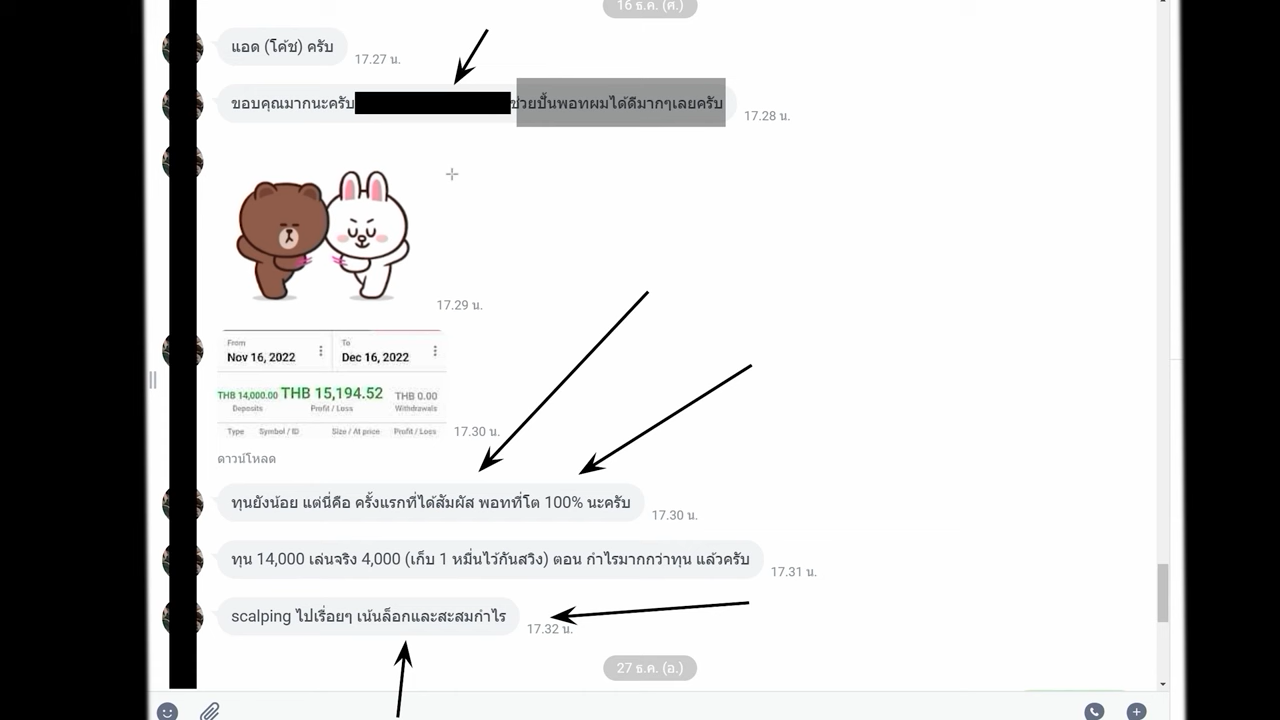 16 ธ.ค. (ศ.)
แอด (โค้ช) ครับ
17.27 น.
ขอบคุณมากนะครับ ช่วยปั้นพอทผมได้ดีมากๆเลยครับ
17.28 น.
17.29 น.
From To
Nov 16, 2022 Dec 16, 2022
THB 14,000.00 THB 15,194.52 THB 0.00
Deposits Profit / Loss Withdrawals
Type Symbol / ID Size / At price Profit / Loss
17.30 น.
ดาวน์โหลด
ทุนยังน้อย แต่นี่คือ ครั้งแรกที่ได้สัมผัส พอทที่โต 100% นะครับ
17.30 น.
ทุน 14,000 เล่นจริง 4,000 (เก็บ 1 หมื่นไว้กันสวิง) ตอน กำไรมากกว่าทุน แล้วครับ
17.31 น.
scalping ไปเรื่อยๆ เน้นล็อกและสะสมกำไร
17.32 น.
27 ธ.ค. (อ.)